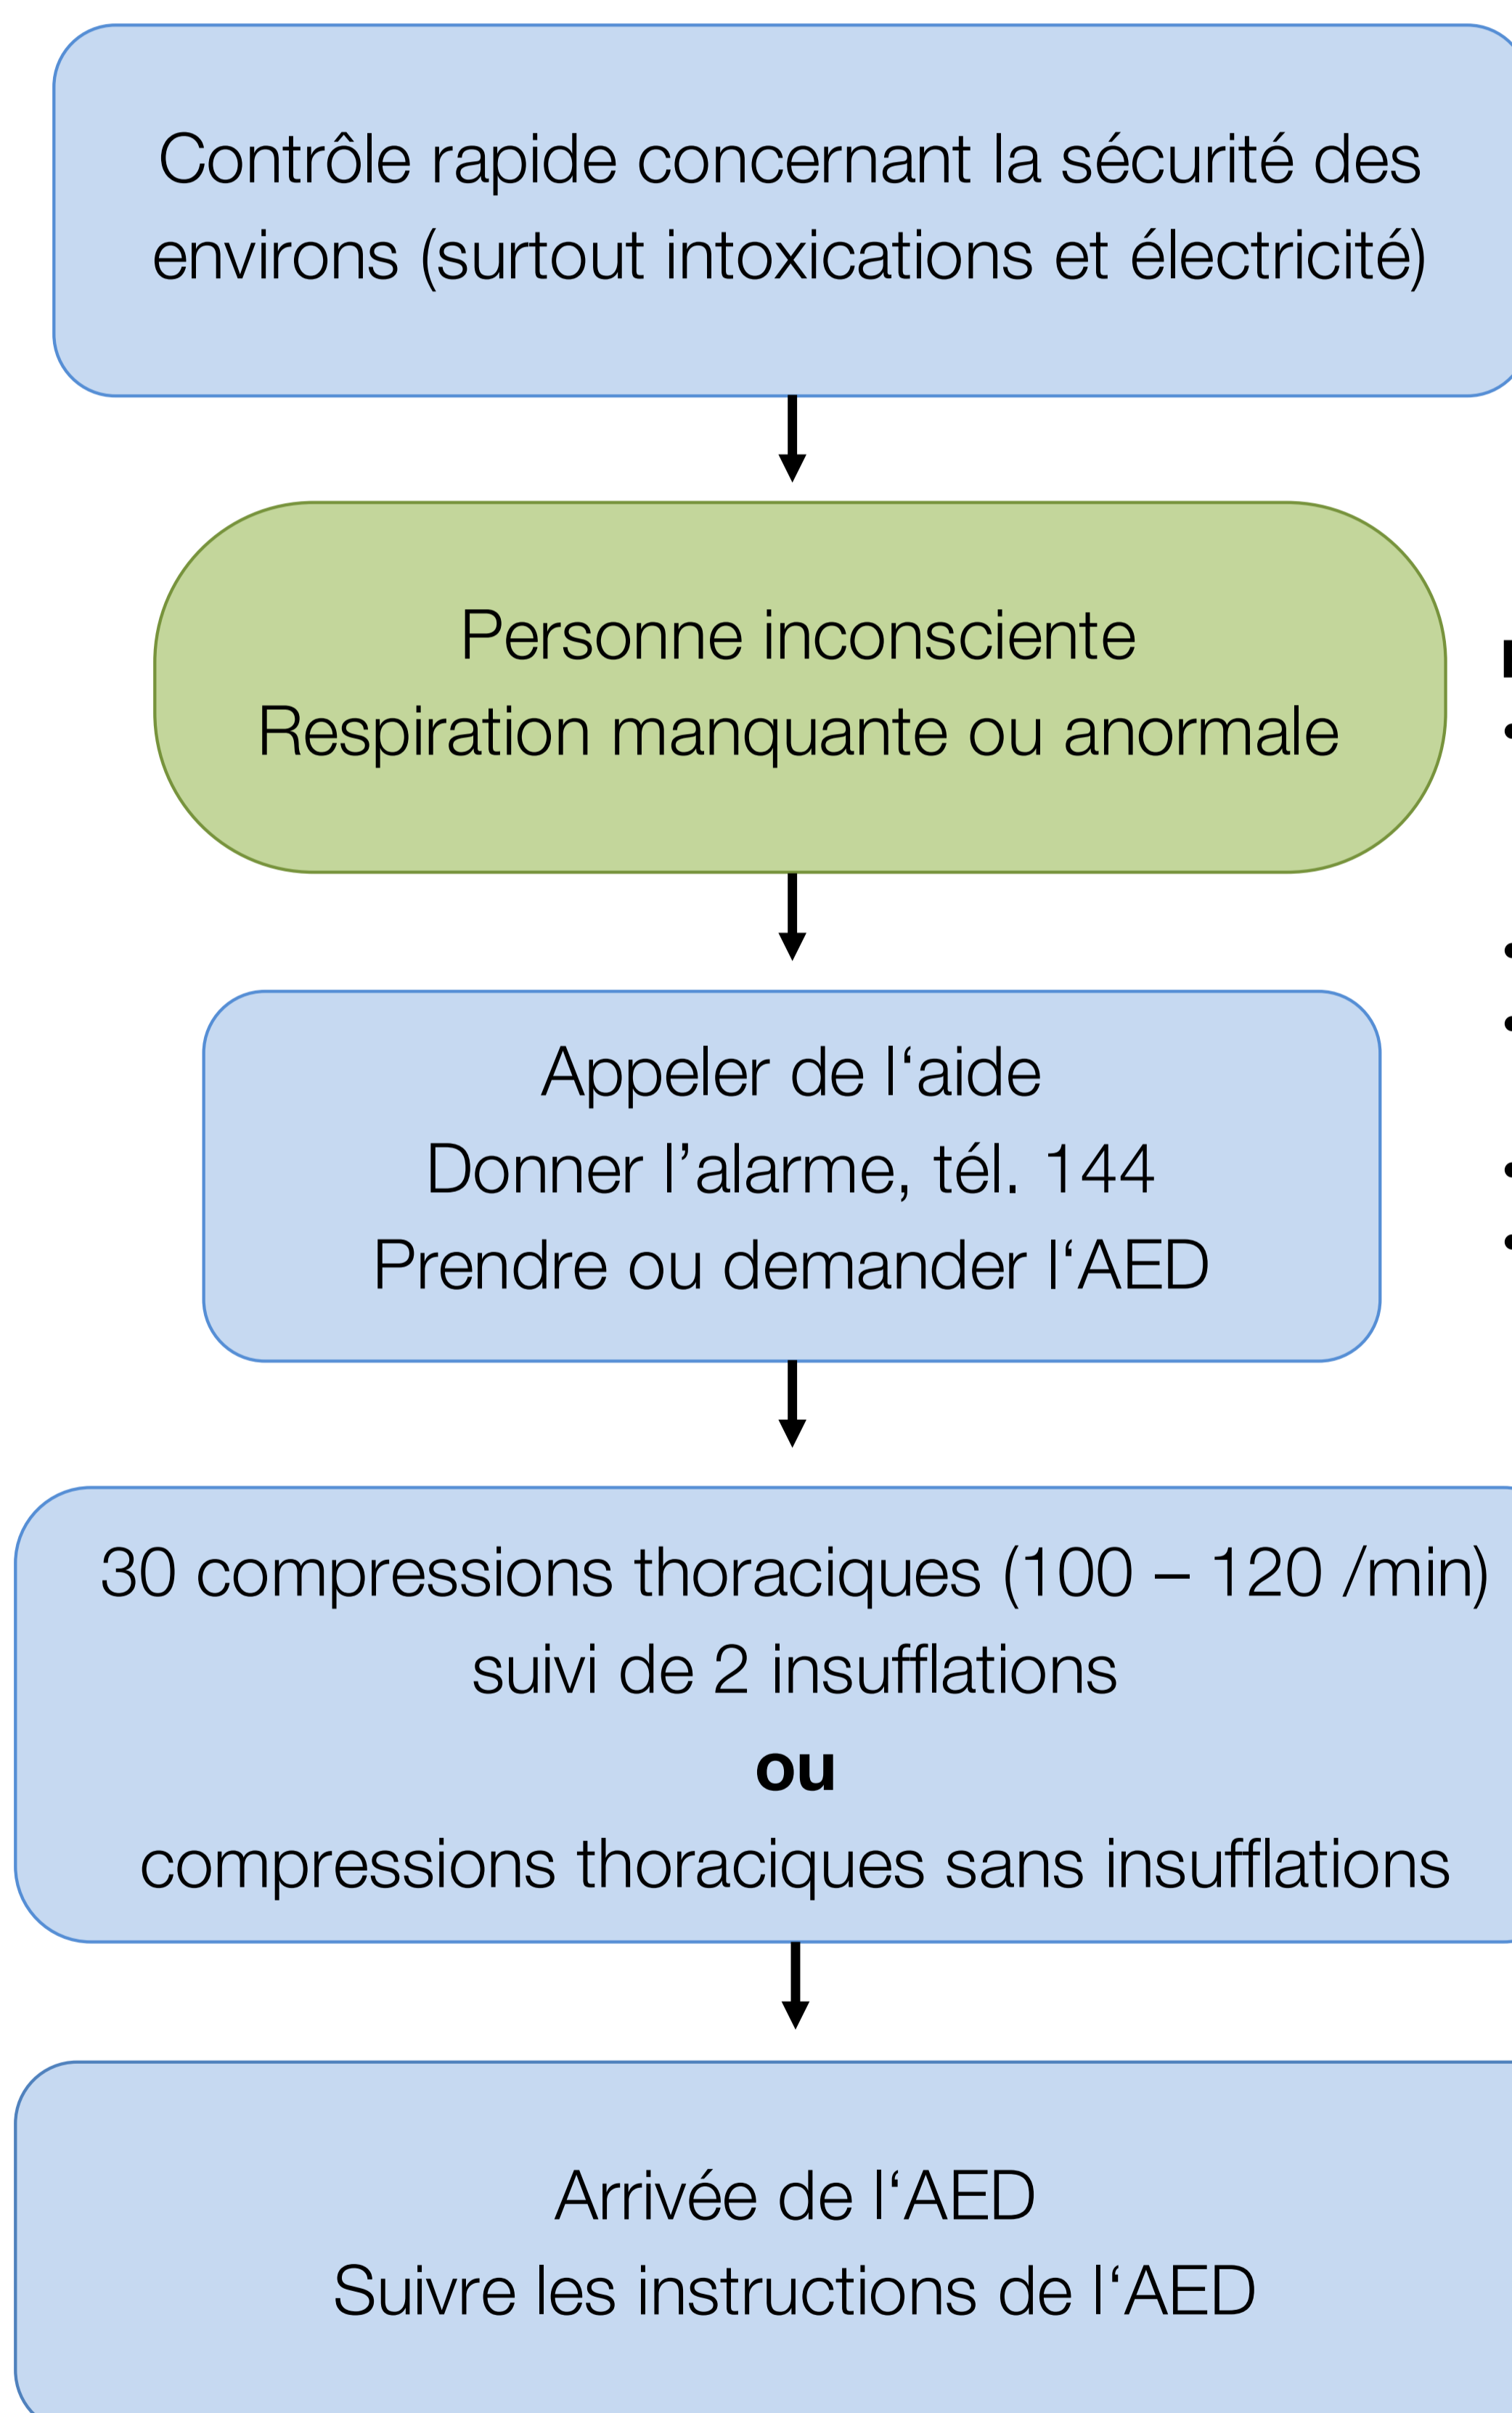 Contrôle rapide concernant la sécurité des
environs (surtout intoxications et électricité)
Personne inconsciente
Respiration manquante ou anormale
Appeler de l‘aide
Donner l’alarme, tél. 144
Prendre ou demander l‘AED
30 compressions thoraciques (100 – 120 /min)
suivi de 2 insufflations
ou
compressions thoraciques sans insufflations
Arrivée de l‘AED
Suivre les instructions de l‘AED